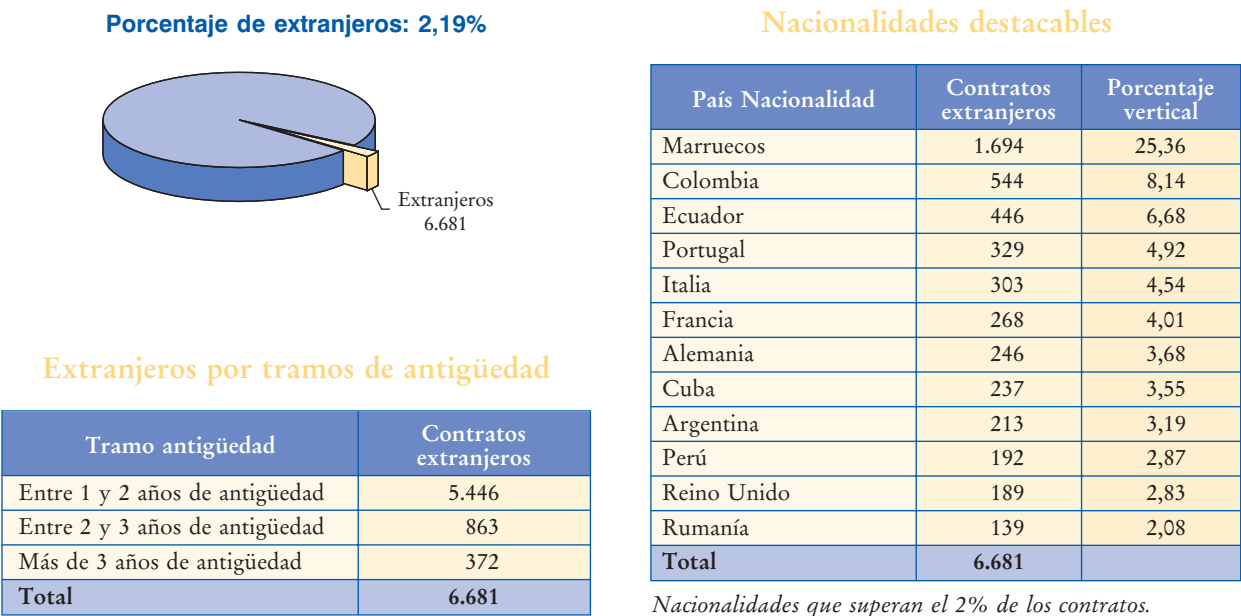 Porcentaje de extranjeros: 2,19%
Extranjeros
6.681
Extranjeros por tramos de antigüedad
Tramo antigüedad Contratos extranjeros
Entre 1 y 2 años de antigüedad 5.446
Entre 2 y 3 años de antigüedad 863
Más de 3 años de antigüedad 372
Total 6.681
Nacionalidades destacables
País Nacionalidad Contratos extranjeros Porcentaje vertical
Marruecos 1.694 25,36
Colombia 544 8,14
Ecuador 446 6,68
Portugal 329 4,92
Italia 303 4,54
Francia 268 4,01
Alemania 246 3,68
Cuba 237 3,55
Argentina 213 3,19
Perú 192 2,87
Reino Unido 189 2,83
Rumanía 139 2,08
Total 6.681
Nacionalidades que superan el 2% de los contratos.